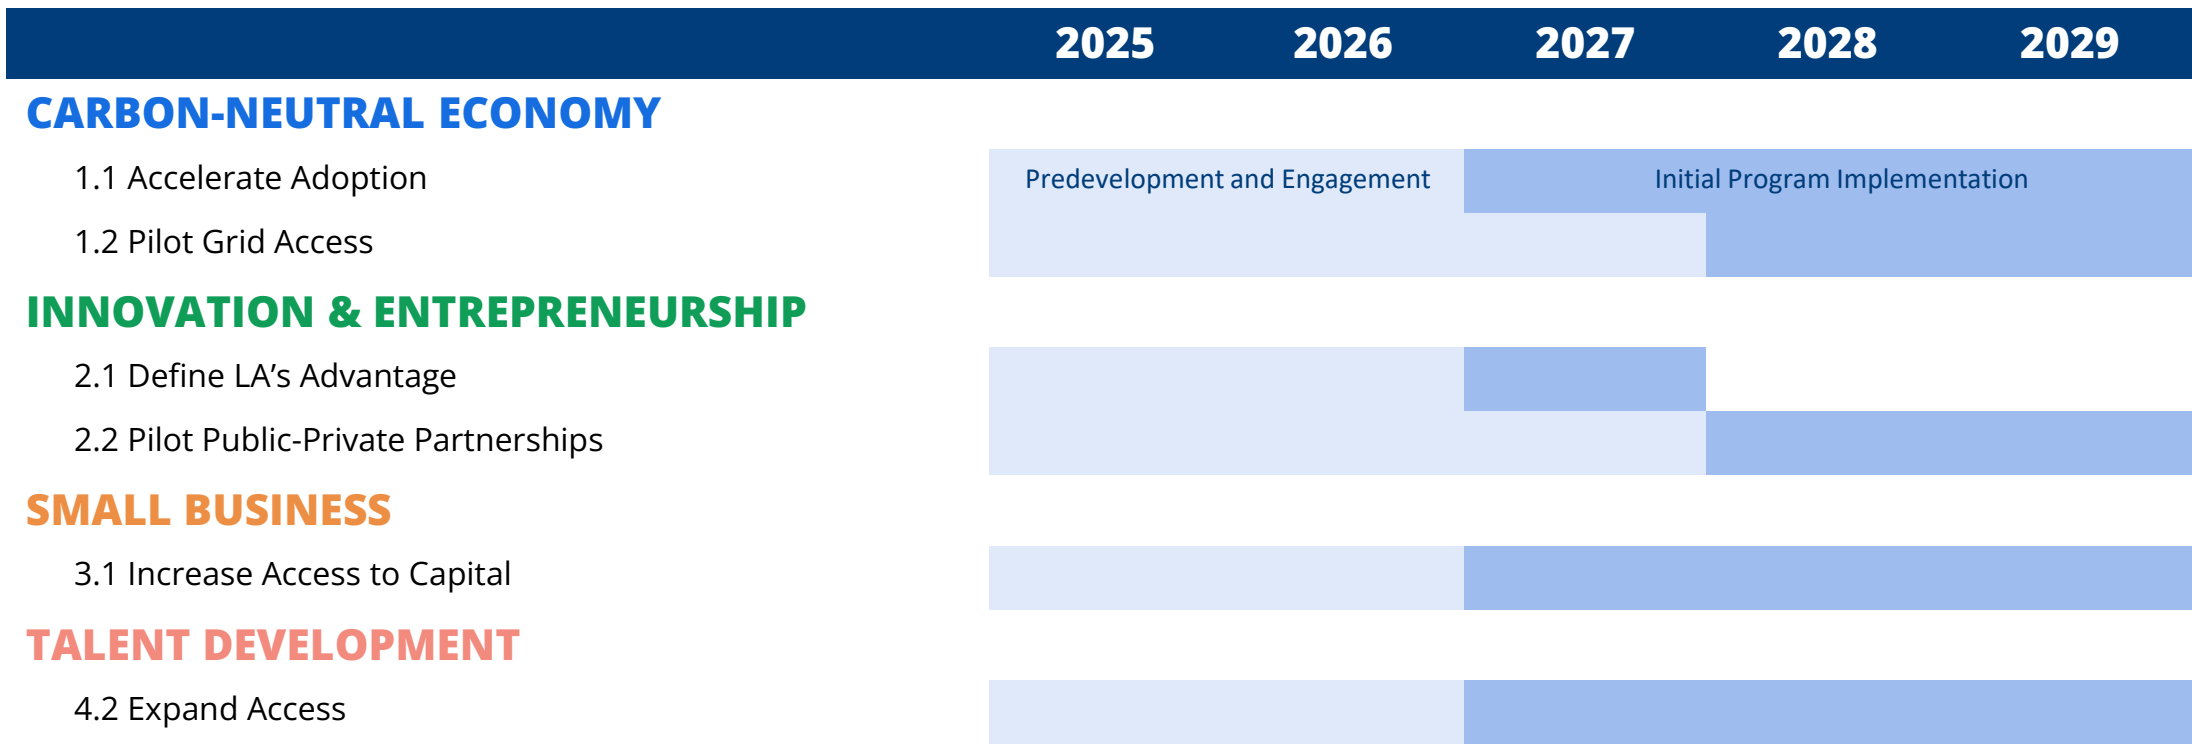 2025 2026 2027 2028 2029
CARBON-NEUTRAL ECONOMY
1.1 Accelerate Adoption Predevelopment and Engagement Initial Program Implementation
1.2 Pilot Grid Access
INNOVATION & ENTREPRENEURSHIP
2.1 Define LA’s Advantage
2.2 Pilot Public-Private Partnerships
SMALL BUSINESS
3.1 Increase Access to Capital
TALENT DEVELOPMENT
4.2 Expand Access